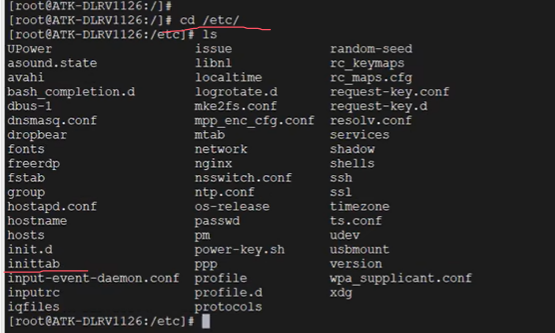 [root@ATK-DLRV1126:/]#
[root@ATK-DLRV1126:/]# cd /etc/
[root@ATK-DLRV1126:/etc]# ls
UPower issue random-seed
asound.state libnl rc_keymaps
avahi localtime rc_maps.cfg
bash_completion.d logrotate.d request-key.conf
dbus-1 mke2fs.conf request-key.d
dnsmasq.conf mpp_enc_cfg.conf resolv.conf
dropbear mtab services
fonts network shadow
freerdp nginx shells
fstab nsswitch.conf ssh
group ntp.conf ssl
hostapd.conf os-release timezone
hostname passwd ts.conf
hosts pm udev
init.d power-key.sh usbmount
inittab ppp version
input-event-daemon.conf profile wpa_supplicant.conf
inputrc profile.d xdg
iqfiles protocols
[root@ATK-DLRV1126:/etc]#